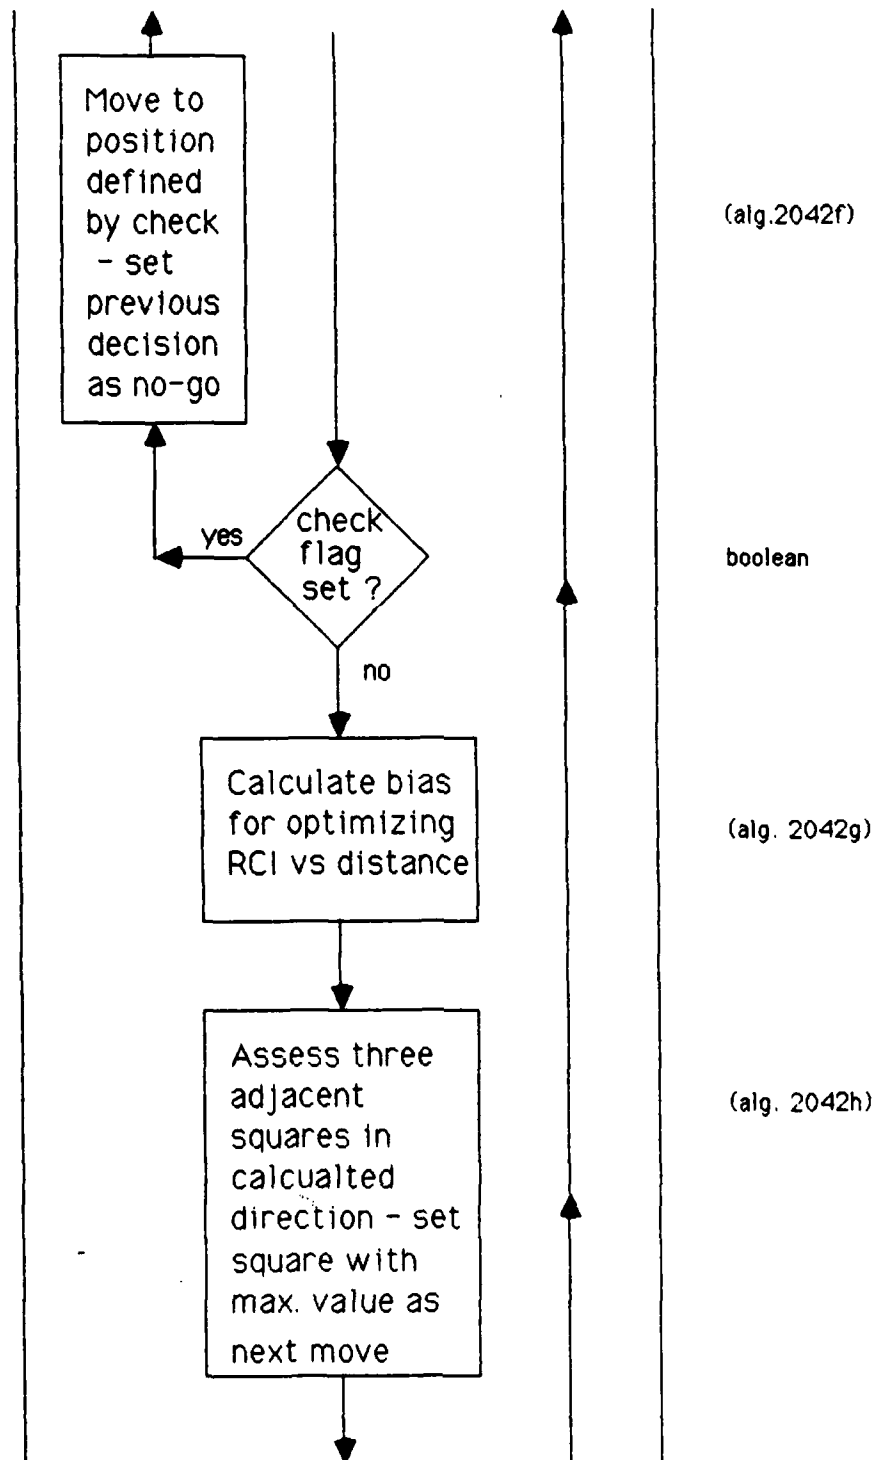 Move to
position
defined
by check
- set
previous
decision
as no-go
(alg.2042f)
check
flag
set ?
yes
boolean
no
Calculate bias
for optimizing
RCI vs distance
(alg. 2042g)
Assess three
adjacent
squares in
calcualted
direction - set
square with
max. value as
next move
(alg. 2042h)